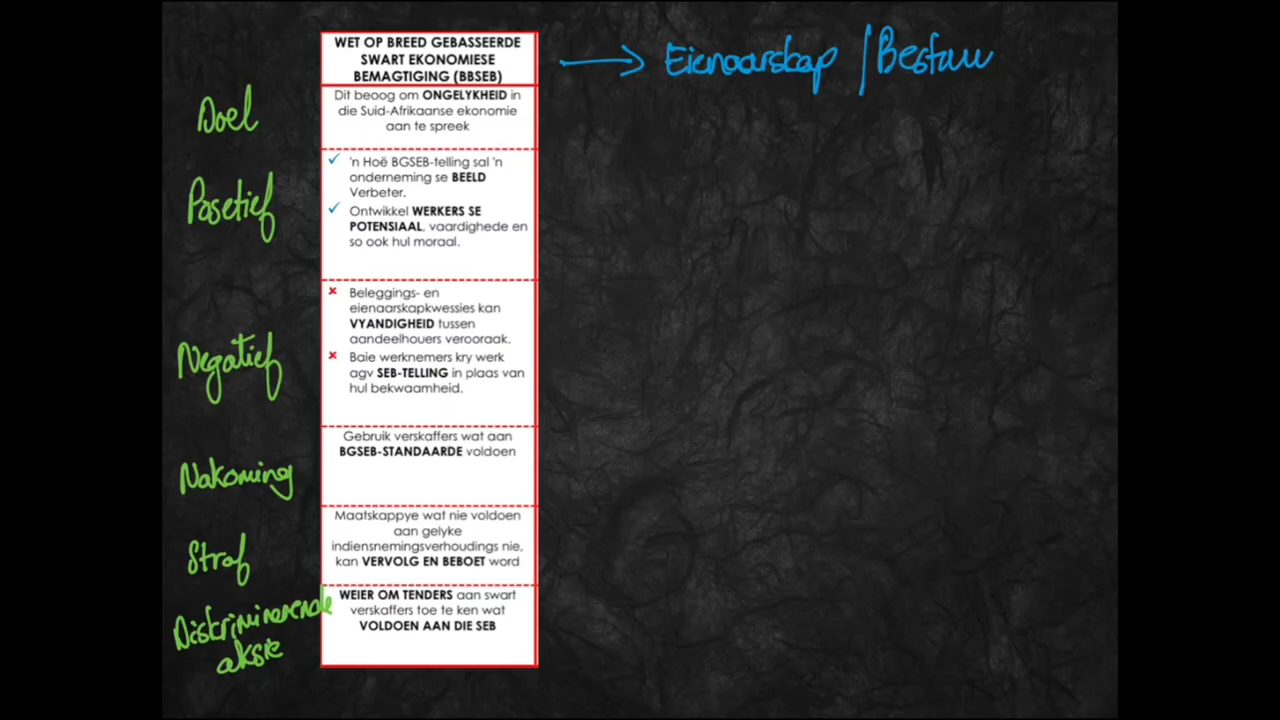 WET OP BREED GEBASSEERDE
SWART EKONOMIESE
BEMAGTIGING (BBSEB)
Eienaarskap / Bestuur
Doel
Dit beoog om ONGELYKHEID in
die Suid-Afrikaanse ekonomie
aan te spreek
Posetief
✓ 'n Hoë BGSEB-telling sal 'n
onderneming se BEELD
Verbeter.
✓ Ontwikkel WERKERS SE
POTENSIAAL, vaardighede en
so ook hul moraal.
Negatief
× Beleggings- en
eienaarskapkwessies kan
VYANDIGHEID tussen
aandeelhouers verooraak.
× Baie werknemers kry werk
agv SEB-TELLING in plaas van
hul bekwaamheid.
Nakoming
Gebruik verskaffers wat aan
BGSEB-STANDAARDE voldoen
Straf
Maatskappye wat nie voldoen
aan gelyke
indiensnemingsverhoudings nie,
kan VERVOLG EN BEBOET word
Diskriminerende
aksie
WEIER OM TENDERS aan swart
verskaffers toe te ken wat
VOLDOEN AAN DIE SEB